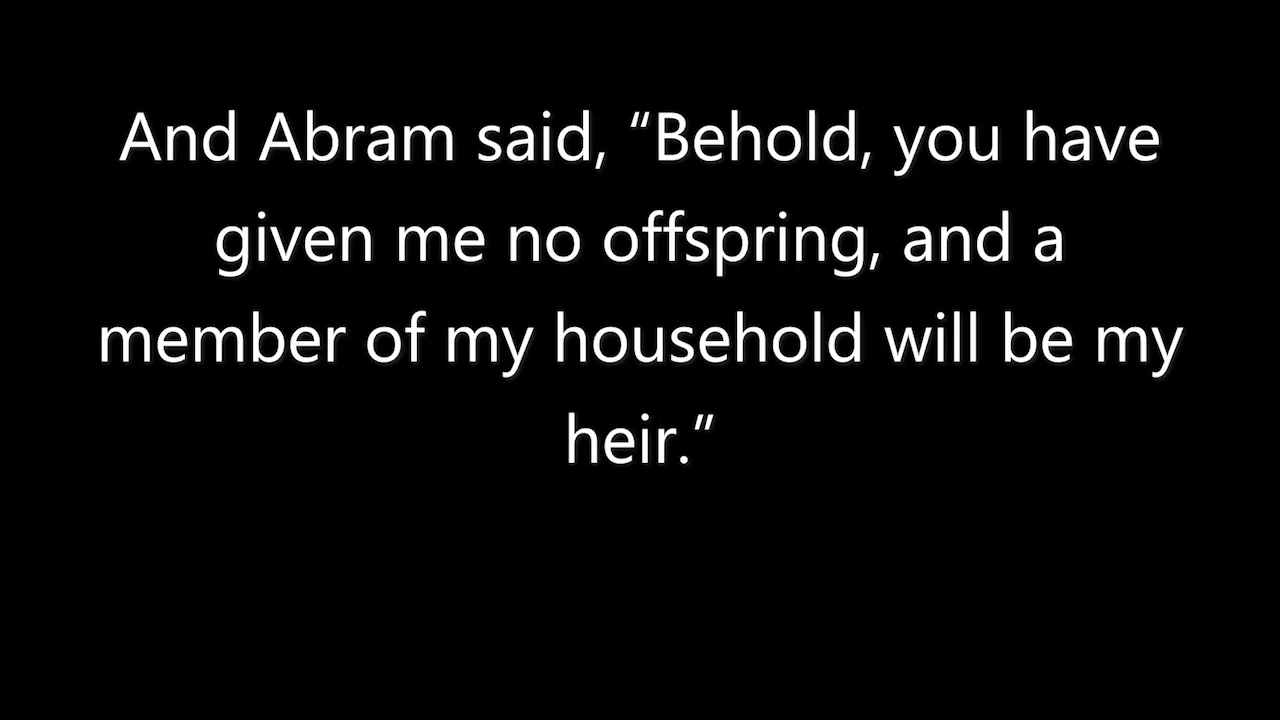 And Abram said, “Behold, you have
given me no offspring, and a
member of my household will be my
heir.”